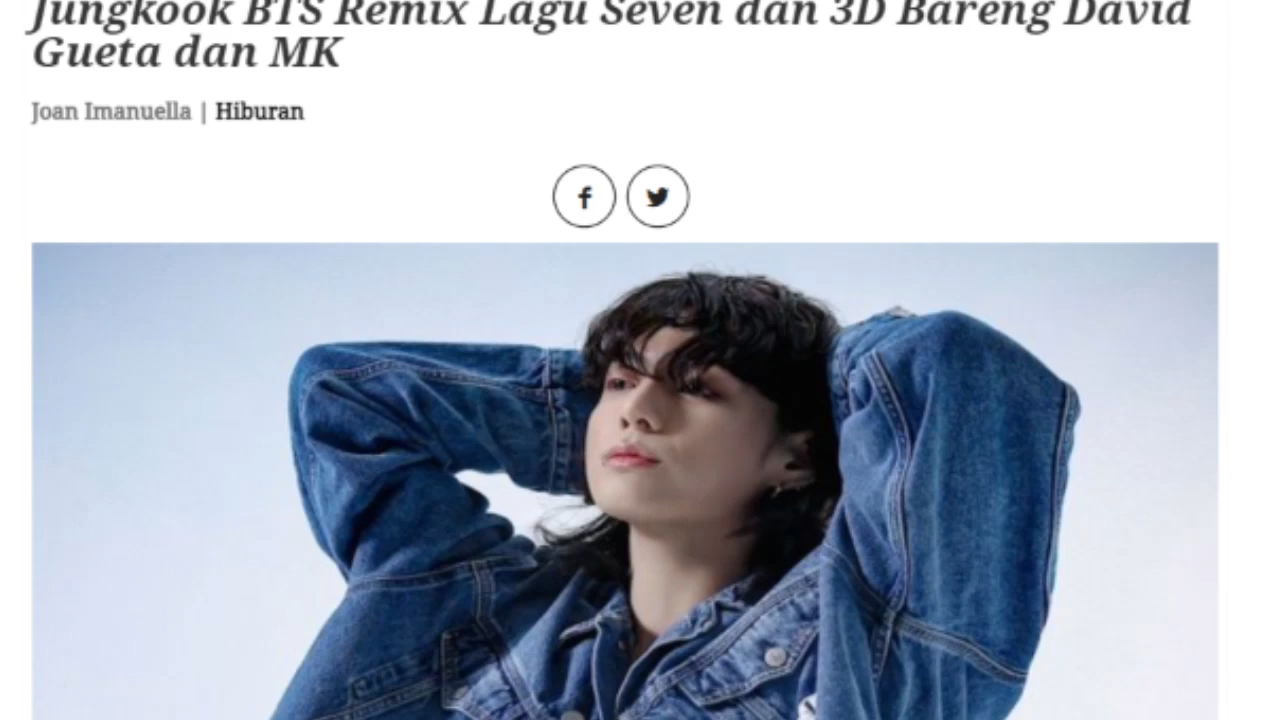 Jungkook BTS Remix Lagu Seven dan 3D Bareng David
Gueta dan MK
Joan Imanuella | Hiburan